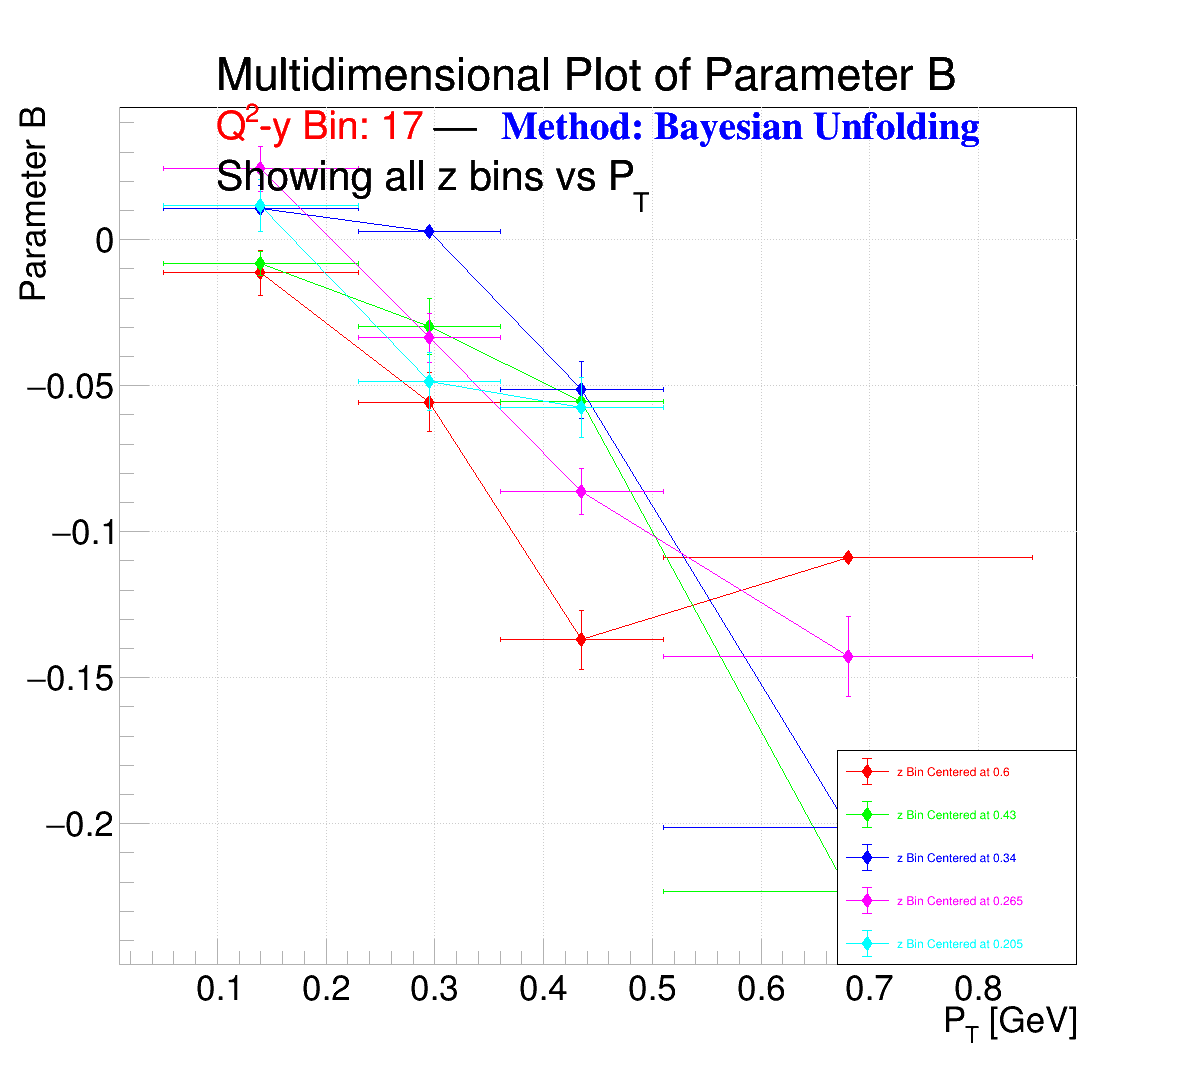 Multidimensional Plot of Parameter B
Q2-y Bin: 17 — Method: Bayesian Unfolding
Showing all z bins vs PT
Parameter B
0
−0.05
−0.1
−0.15
−0.2
z Bin Centered at 0.6
z Bin Centered at 0.43
z Bin Centered at 0.34
z Bin Centered at 0.265
z Bin Centered at 0.205
0.1 0.2 0.3 0.4 0.5 0.6 0.7 0.8
PT [GeV]